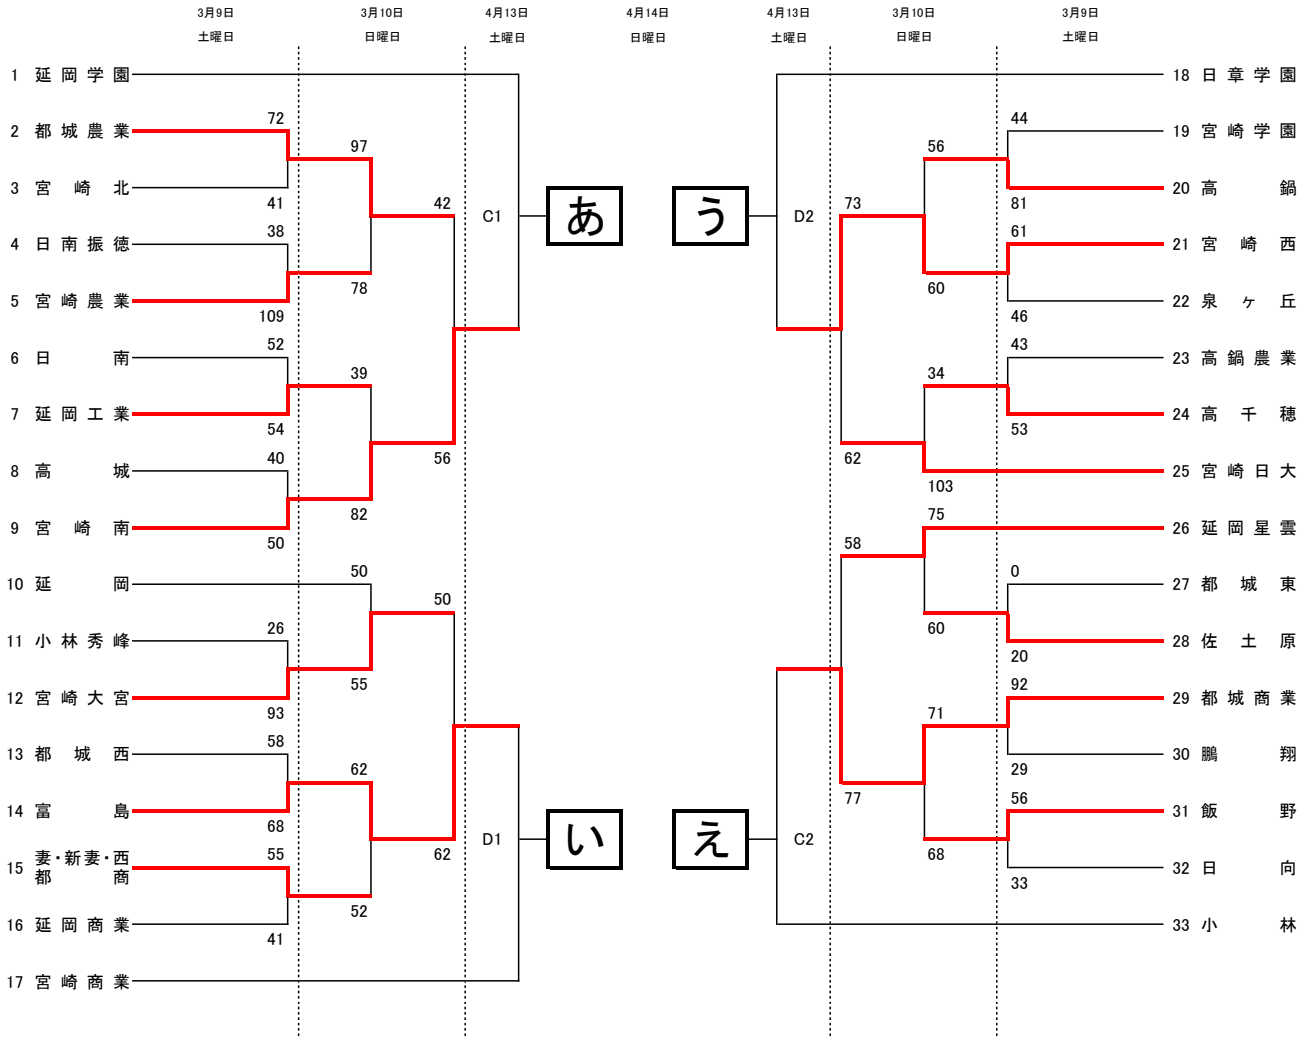 3月9日 3月10日 4月13日 4月14日 4月13日 3月10日 3月9日
土曜日 日曜日 土曜日 日曜日 土曜日 日曜日 土曜日
1 延岡学園
72
2 都城農業
97
3 宮崎北
41
42
C1
あ
38
4 日南振徳
78
5 宮崎農業
109
52
6 日南
39
7 延岡工業
54
40
8 高城
56
82
9 宮崎南
50
50
10 延岡
50
26
11 小林秀峰
55
12 宮崎大宮
93
58
13 都城西
62
14 富島
68
D1
い
62
55
15 妻・新妻・西
都商
52
16 延岡商業
41
17 宮崎商業
18 日章学園
44
19 宮崎学園
56
20 高鍋
81
73
D2
う
61
21 宮崎西
60
22 泉ヶ丘
46
43
23 高鍋農業
34
24 高千穂
53
62
25 宮崎日大
103
75
26 延岡星雲
58
0
27 都城東
60
28 佐土原
20
92
29 都城商業
71
30 鵬翔
29
77
56
31 飯野
C2
え
68
32 日向
33
33 小林